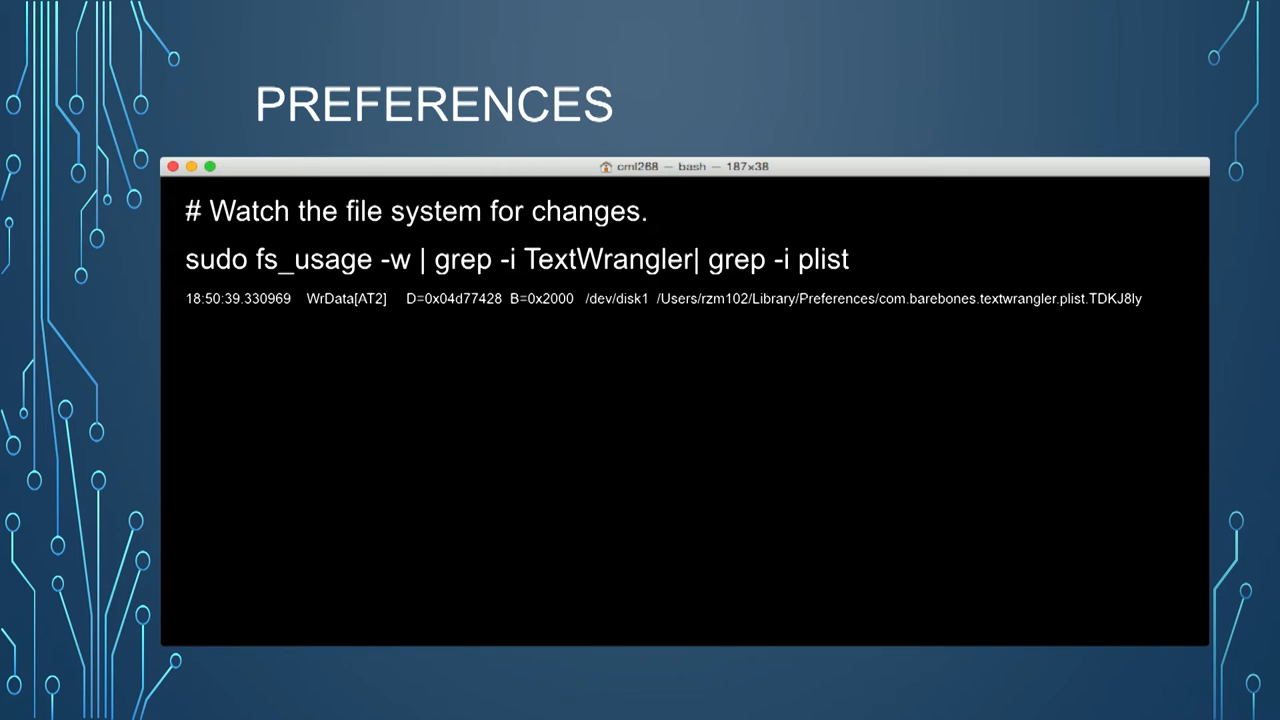 PREFERENCES
cml268 — bash — 187×38
# Watch the file system for changes.
sudo fs_usage -w | grep -i TextWrangler| grep -i plist
18:50:39.330969 WrData[AT2] D=0x04d77428 B=0x2000 /dev/disk1 /Users/rzm102/Library/Preferences/com.barebones.textwrangler.plist.TDKJ8ly